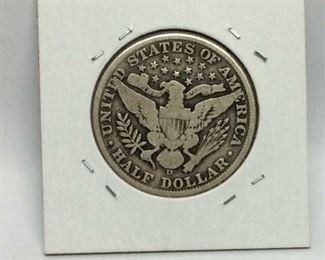 UNITED STATES OF AMERICA
D
HALF DOLLAR